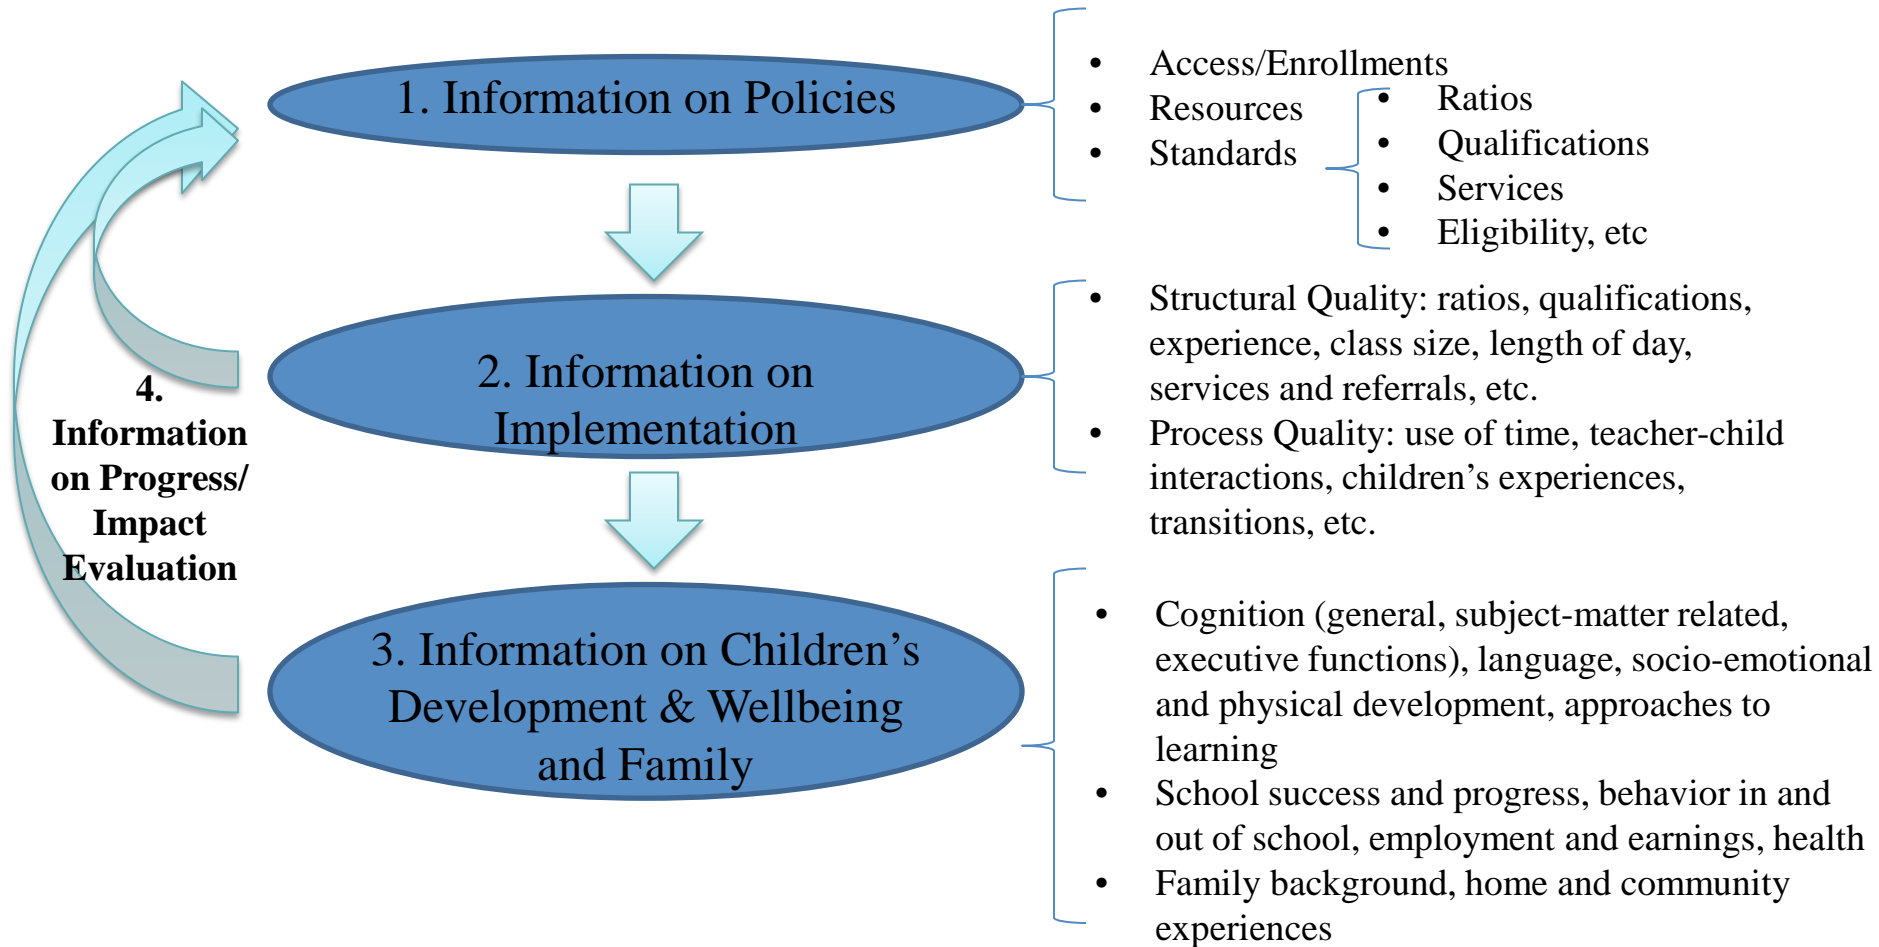 1. Information on Policies
• Access/Enrollments
• Resources
• Standards
• Ratios
• Qualifications
• Services
• Eligibility, etc
2. Information on
Implementation
• Structural Quality: ratios, qualifications,
experience, class size, length of day,
services and referrals, etc.
• Process Quality: use of time, teacher-child
interactions, children’s experiences,
transitions, etc.
3. Information on Children’s
Development & Wellbeing
and Family
• Cognition (general, subject-matter related,
executive functions), language, socio-emotional
and physical development, approaches to
learning
• School success and progress, behavior in and
out of school, employment and earnings, health
• Family background, home and community
experiences
4.
Information
on Progress/
Impact
Evaluation